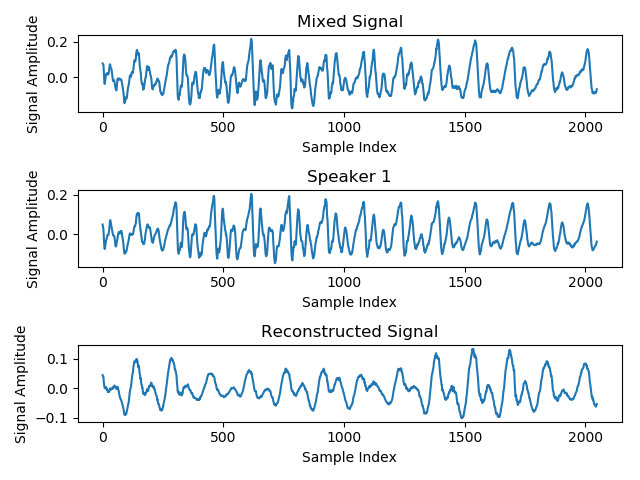 Mixed Signal
Signal Amplitude
0.2
0.0
0
500
1000
1500
2000
Sample Index
Speaker 1
Signal Amplitude
0.2
0.0
0
500
1000
1500
2000
Sample Index
Reconstructed Signal
Signal Amplitude
0.1
0.0
−0.1
0
500
1000
1500
2000
Sample Index